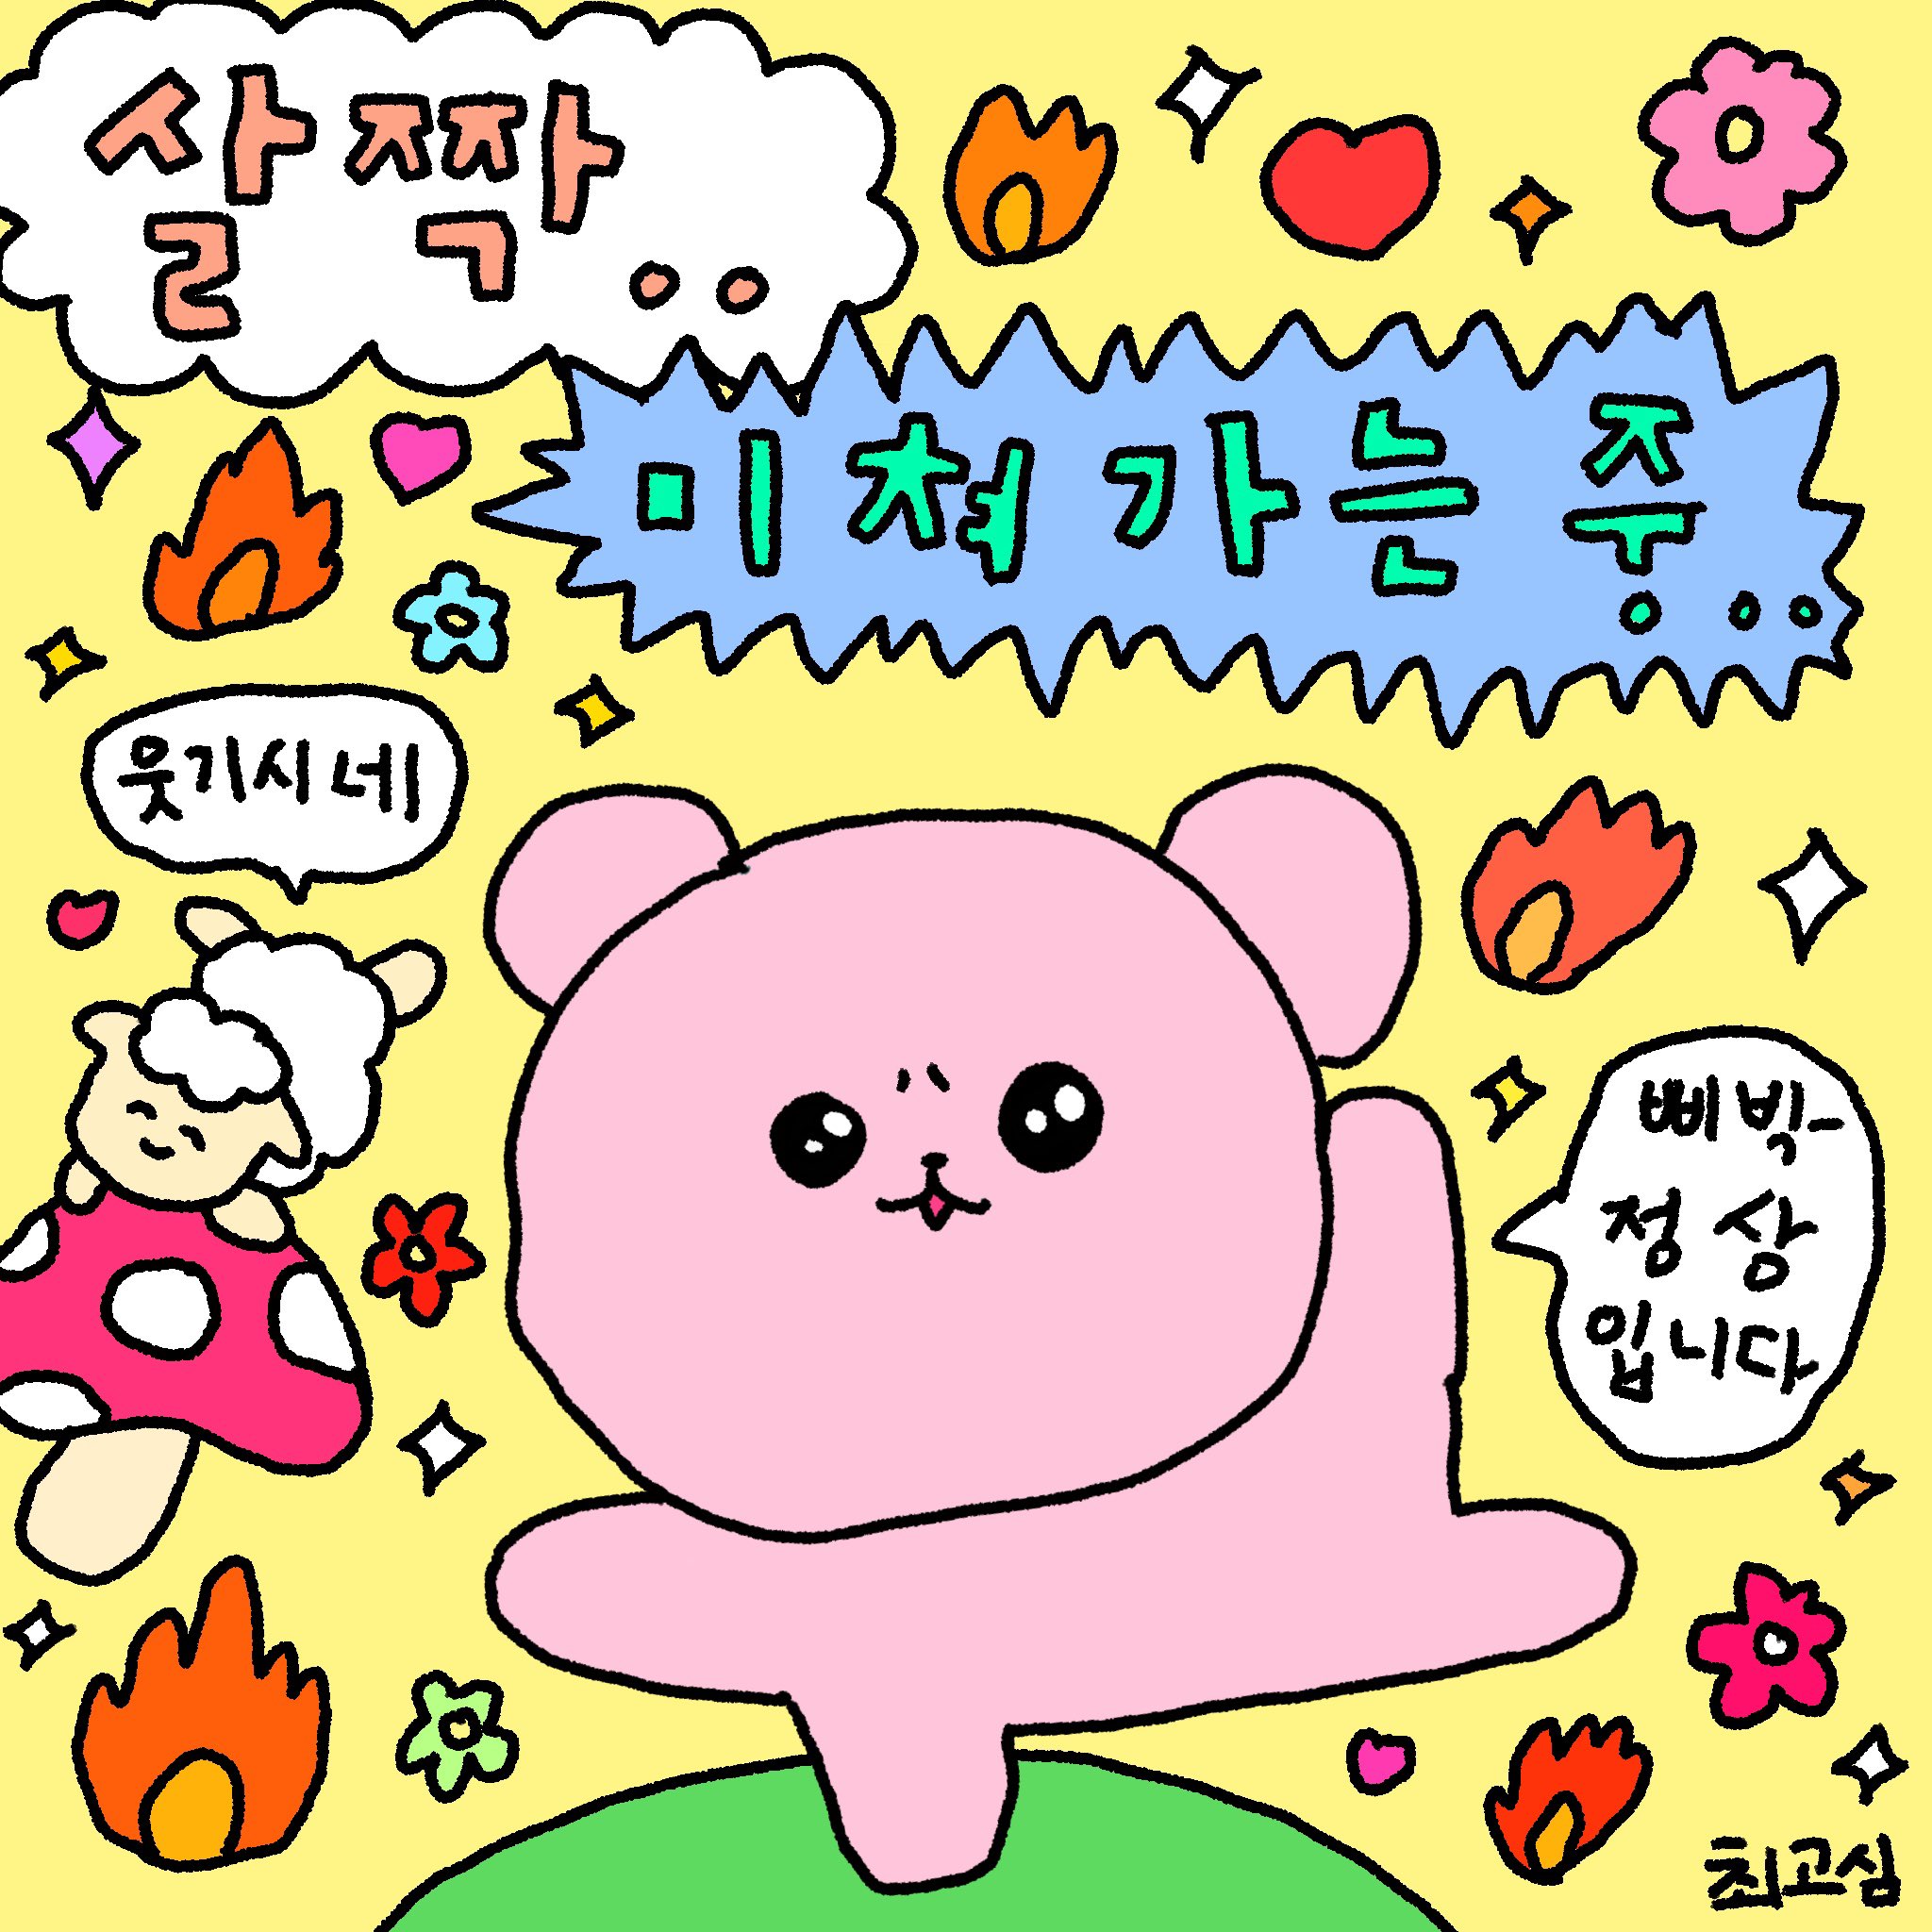 살짝..
미쳐가는 중..
웃기시네
삐빅-
정상
입니다
최고심